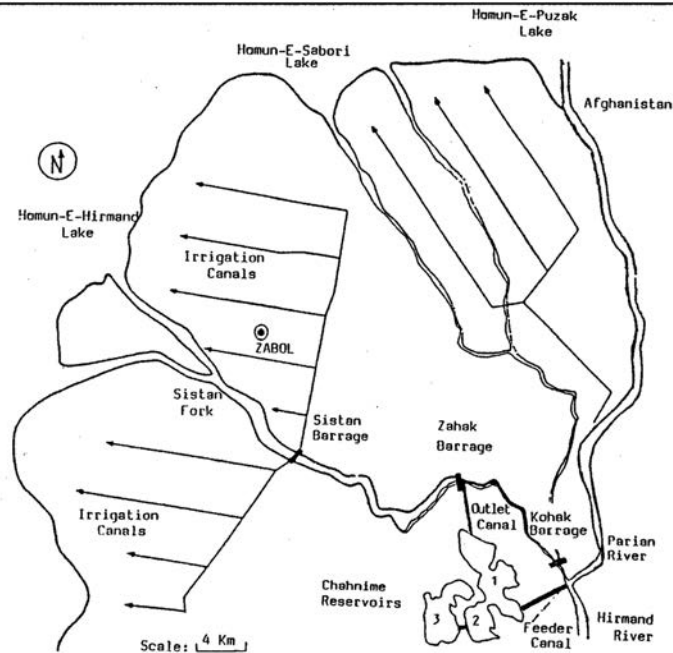 Homun-E-Puzak
Lake
Homun-E-Sabori
Lake
Afghanistan
N
Homun-E-Hirmand
Lake
Irrigation
Canals
ZABOL
Sistan
Fork
Sistan
Barrage
Zahak
Barrage
Irrigation
Canals
Outlet
Canal
Kohak
Barrage
Parian
River
Chahnime
Reservoirs
1
2
3
Feeder
Canal
Hirmand
River
Scale: 4 Km